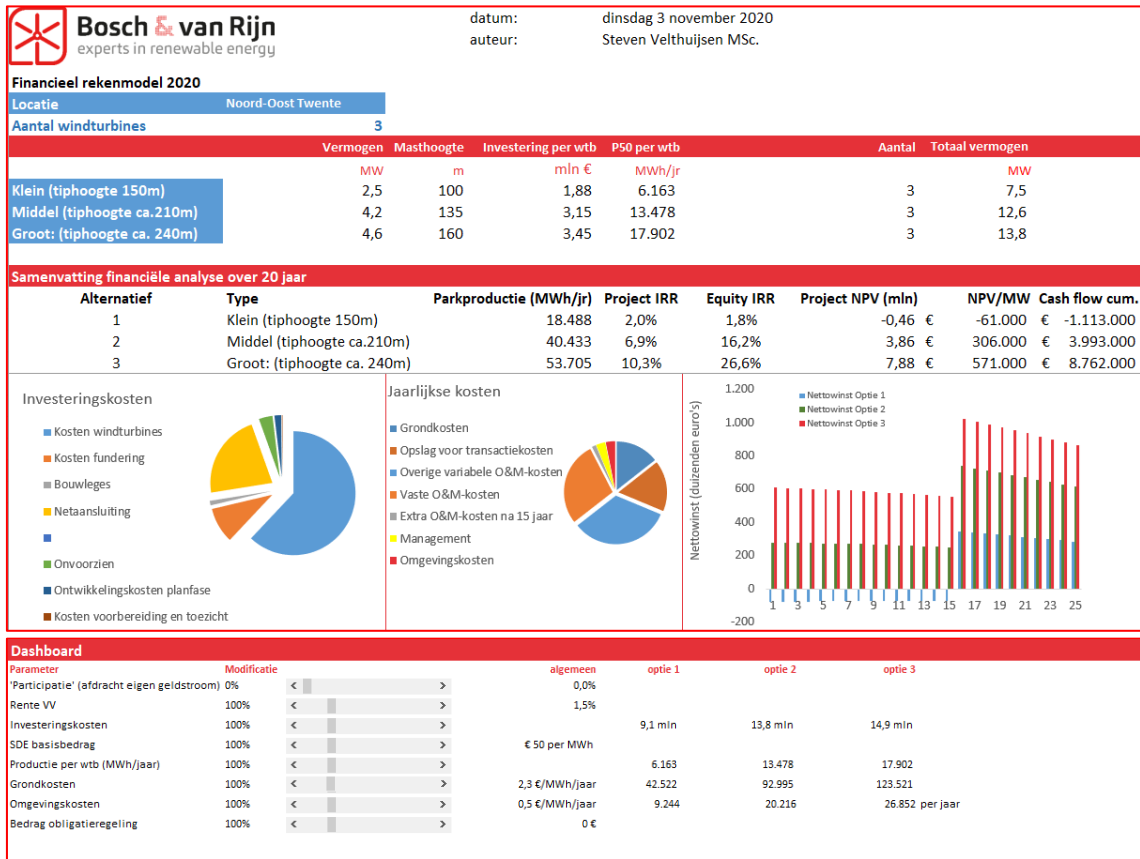 Bosch & van Rijn
experts in renewable energy
datum: dinsdag 3 november 2020
auteur: Steven Velthuijsen MSc.
Financieel rekenmodel 2020
Locatie Noord-Oost Twente
Aantal windturbines 3
Vermogen Masthoogte Investering per wtb P50 per wtb Aantal Totaal vermogen
MW m mln € MWh/jr MW
Klein (tiphoogte 150m) 2,5 100 1,88 6.163 3 7,5
Middel (tiphoogte ca.210m) 4,2 135 3,15 13.478 3 12,6
Groot: (tiphoogte ca. 240m) 4,6 160 3,45 17.902 3 13,8
Samenvatting financiële analyse over 20 jaar
Alternatief Type Parkproductie (MWh/jr) Project IRR Equity IRR Project NPV (mln) NPV/MW Cash flow cum.
1 Klein (tiphoogte 150m) 18.488 2,0% 1,8% -0,46 € -61.000 € -1.113.000
2 Middel (tiphoogte ca.210m) 40.433 6,9% 16,2% 3,86 € 306.000 € 3.993.000
3 Groot: (tiphoogte ca. 240m) 53.705 10,3% 26,6% 7,88 € 571.000 € 8.762.000
Investeringskosten
Kosten windturbines
Kosten fundering
Bouwleges
Netaansluiting
Onvoorzien
Ontwikkelingskosten planfase
Kosten voorbereiding en toezicht
Jaarlijkse kosten
Grondkosten
Opslag voor transactiekosten
Overige variabele O&M-kosten
Vaste O&M-kosten
Extra O&M-kosten na 15 jaar
Management
Omgevingskosten
Nettowinst (duizenden euro's)
1.200
1.000
800
600
400
200
0
-200
Nettowinst Optie 1
Nettowinst Optie 2
Nettowinst Optie 3
1 3 5 7 9 11 13 15 17 19 21 23 25
Dashboard
Parameter Modificatie algemeen optie 1 optie 2 optie 3
'Participatie' (afdracht eigen geldstroom) 0% < > 0,0%
Rente VV 100% < > 1,5%
Investeringskosten 100% < > 9,1 mln 13,8 mln 14,9 mln
SDE basisbedrag 100% < > € 50 per MWh
Productie per wtb (MWh/jaar) 100% < > 6.163 13.478 17.902
Grondkosten 100% < > 2,3 €/MWh/jaar 42.522 92.995 123.521
Omgevingskosten 100% < > 0,5 €/MWh/jaar 9.244 20.216 26.852 per jaar
Bedrag obligatieregeling 100% < > 0 €